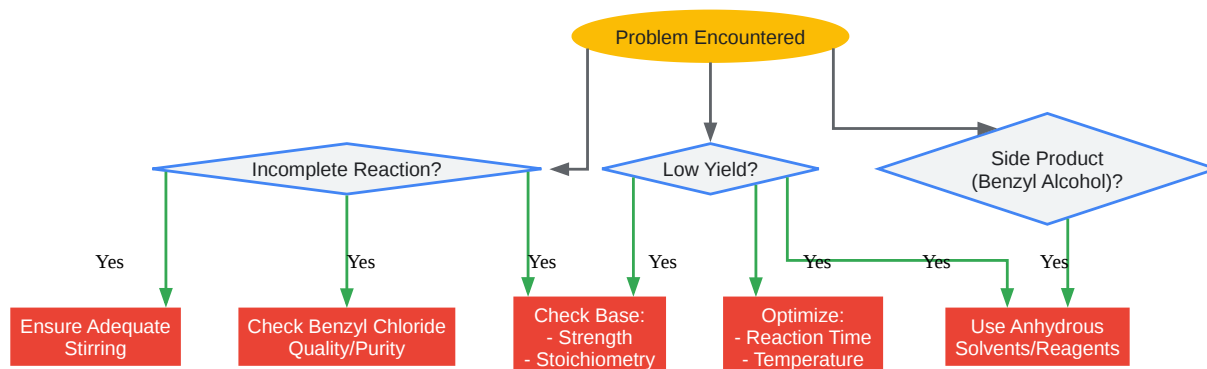 Problem Encountered
Incomplete Reaction?
Low Yield?
Side Product
(Benzyl Alcohol)?
Yes
Yes
Yes
Yes
Yes
Yes
Yes
Ensure Adequate
Stirring
Check Benzyl Chloride
Quality/Purity
Check Base:
- Strength
- Stoichiometry
Optimize:
- Reaction Time
- Temperature
Use Anhydrous
Solvents/Reagents